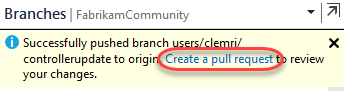 Branches | FabrikamCommunity
Successfully pushed branch users/clemri/
controllerupdate to origin. Create a pull request to review
your changes.